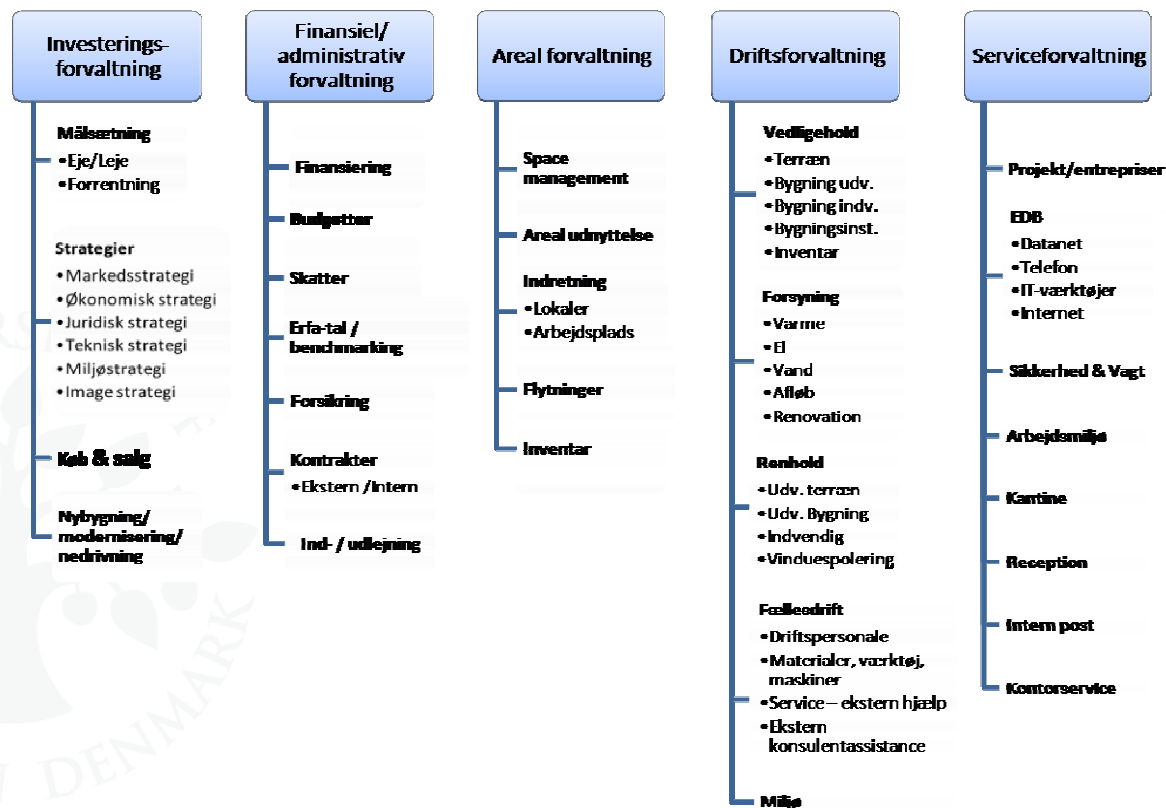 Investerings-
forvaltning
Målsætning
•Eje/Leje
•Forrentning
Strategier
•Markedsstrategi
•Økonomisk strategi
•Juridisk strategi
•Teknisk strategi
•Miljøstrategi
•Image strategi
Køb & salg
Nybygning/
modernisering/
nedrivning
Finansiel/
administrativ
forvaltning
Finansiering
Budgetter
Skatter
Erfa-tal /
benchmarking
Forsikring
Kontrakter
•Ekstern /Intern
Ind- / udlejning
Areal forvaltning
Space
management
Areal udnyttelse
Indretning
•Lokaler
•Arbejdsplads
Flytninger
Inventar
Driftsforvaltning
Vedligehold
•Terræn
•Bygning udv.
•Bygning indv.
•Bygningsinst.
•Inventar
Forsyning
•Varme
•El
•Vand
•Afløb
•Renovation
Renhold
•Udv. terræn
•Udv. Bygning
•Indvendig
•Vinduespolering
Fællesdrift
•Driftspersonale
•Materialer, værktøj,
maskiner
•Service – ekstern hjælp
•Ekstern
konsulentassistance
Miljø
Serviceforvaltning
Projekt/entrepriser
EDB
•Datanet
•Telefon
•IT-værktøjer
•Internet
Sikkerhed & Vagt
Arbejdsmiljø
Kantine
Reception
Intern post
Kontorservice
DENMARK